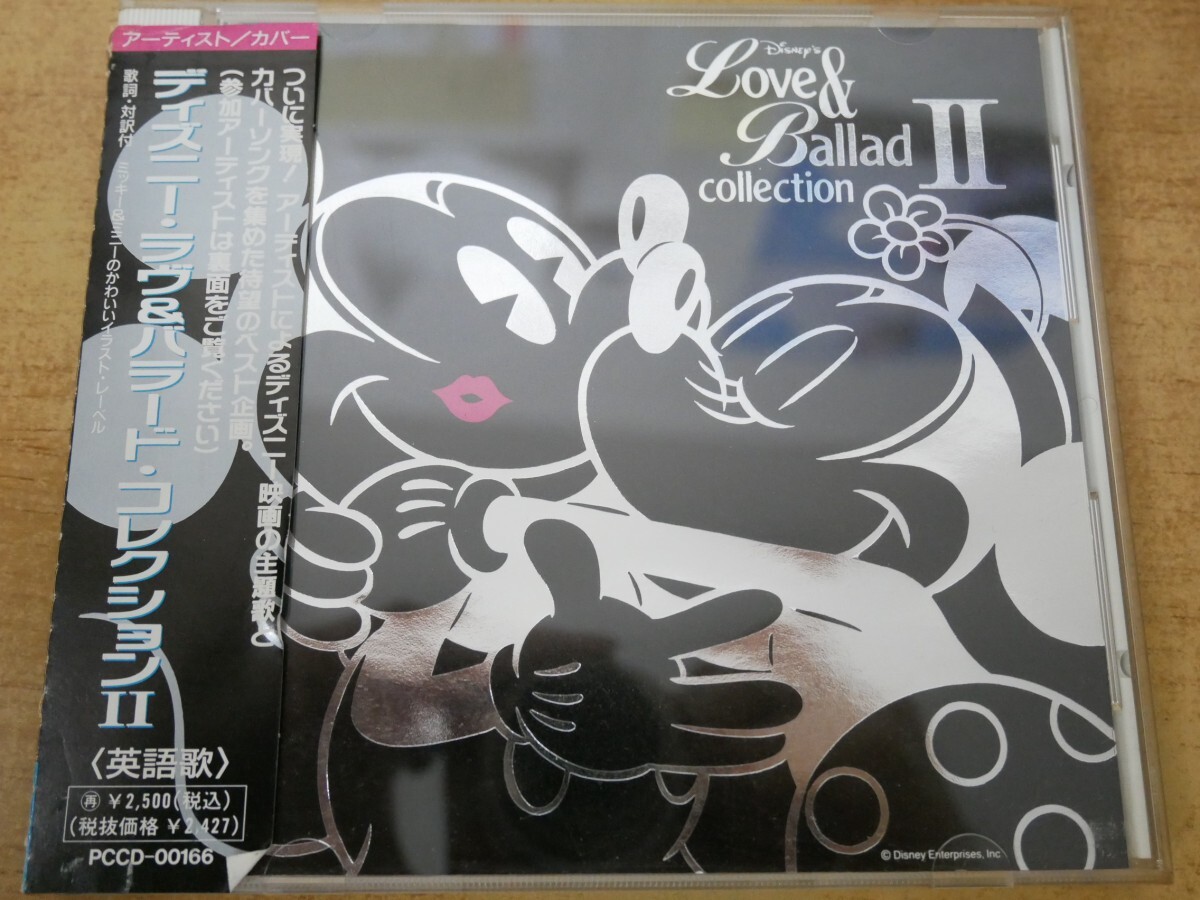 アーティスト/カバー
ついに実現! アーティストによるディズニー映画の主題歌&
カバーソングを集めた待望のベスト企画。
(参加アーティストは裏面をご覧ください)
ディズニー・ラヴ&バラード・コレクションII
歌詞・対訳付 ミッキー&ミニーのかわいいイラスト・レーベル
〈英語歌〉
再 ¥2,500(税込)
(税抜価格 ¥2,427)
PCCD-00166
Disney's
Love &
Ballad II
collection
© Disney Enterprises, Inc